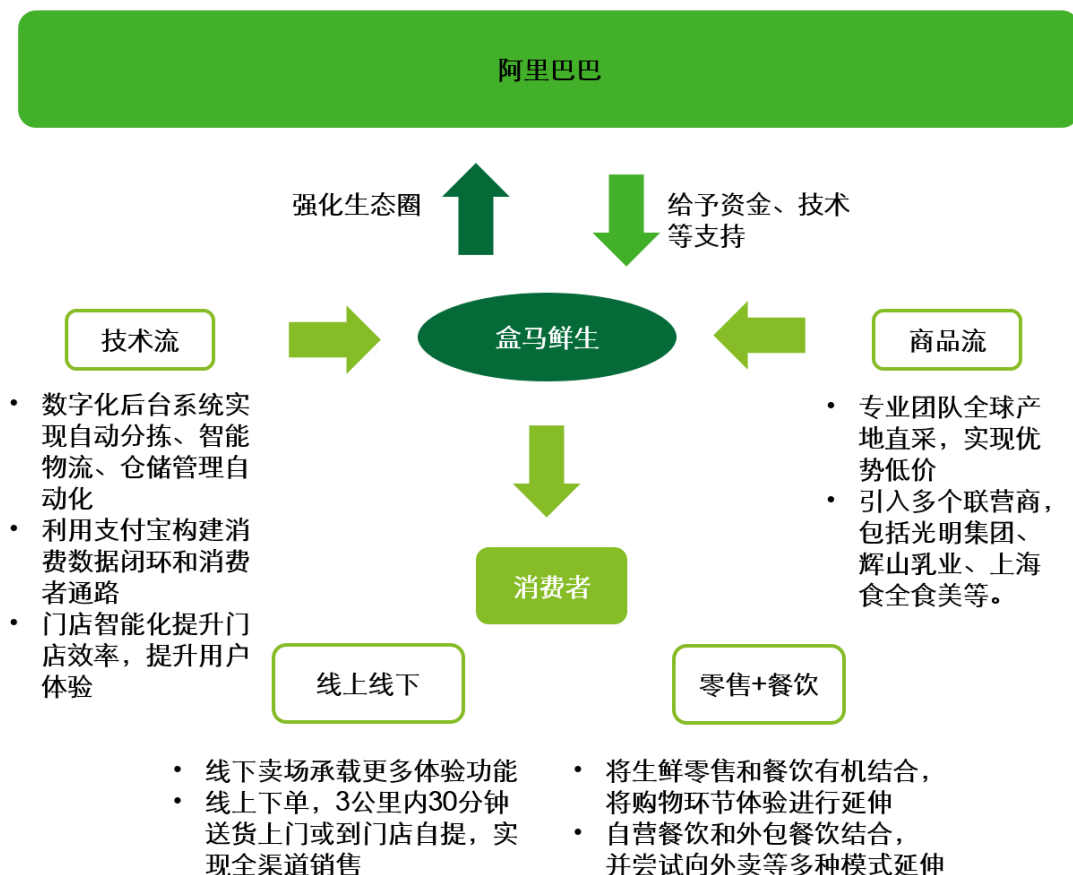 阿里巴巴
强化生态圈
给予资金、技术
等支持
技术流
盒马鲜生
商品流
• 数字化后台系统实
现自动分拣、智能
物流、仓储管理自
动化
• 利用支付宝构建消
费数据闭环和消费
者通路
• 门店智能化提升门
店效率，提升用户
体验
• 专业团队全球产
地直采，实现优
势低价
• 引入多个联营商，
包括光明集团、
辉山乳业、上海
食全食美等。
消费者
线上线下
零售+餐饮
• 线下卖场承载更多体验功能
• 线上下单，3公里内30分钟
送货上门或到门店自提，实
现全渠道销售
• 将生鲜零售和餐饮有机结合，
将购物环节体验进行延伸
• 自营餐饮和外包餐饮结合，
并尝试向外卖等多种模式延伸